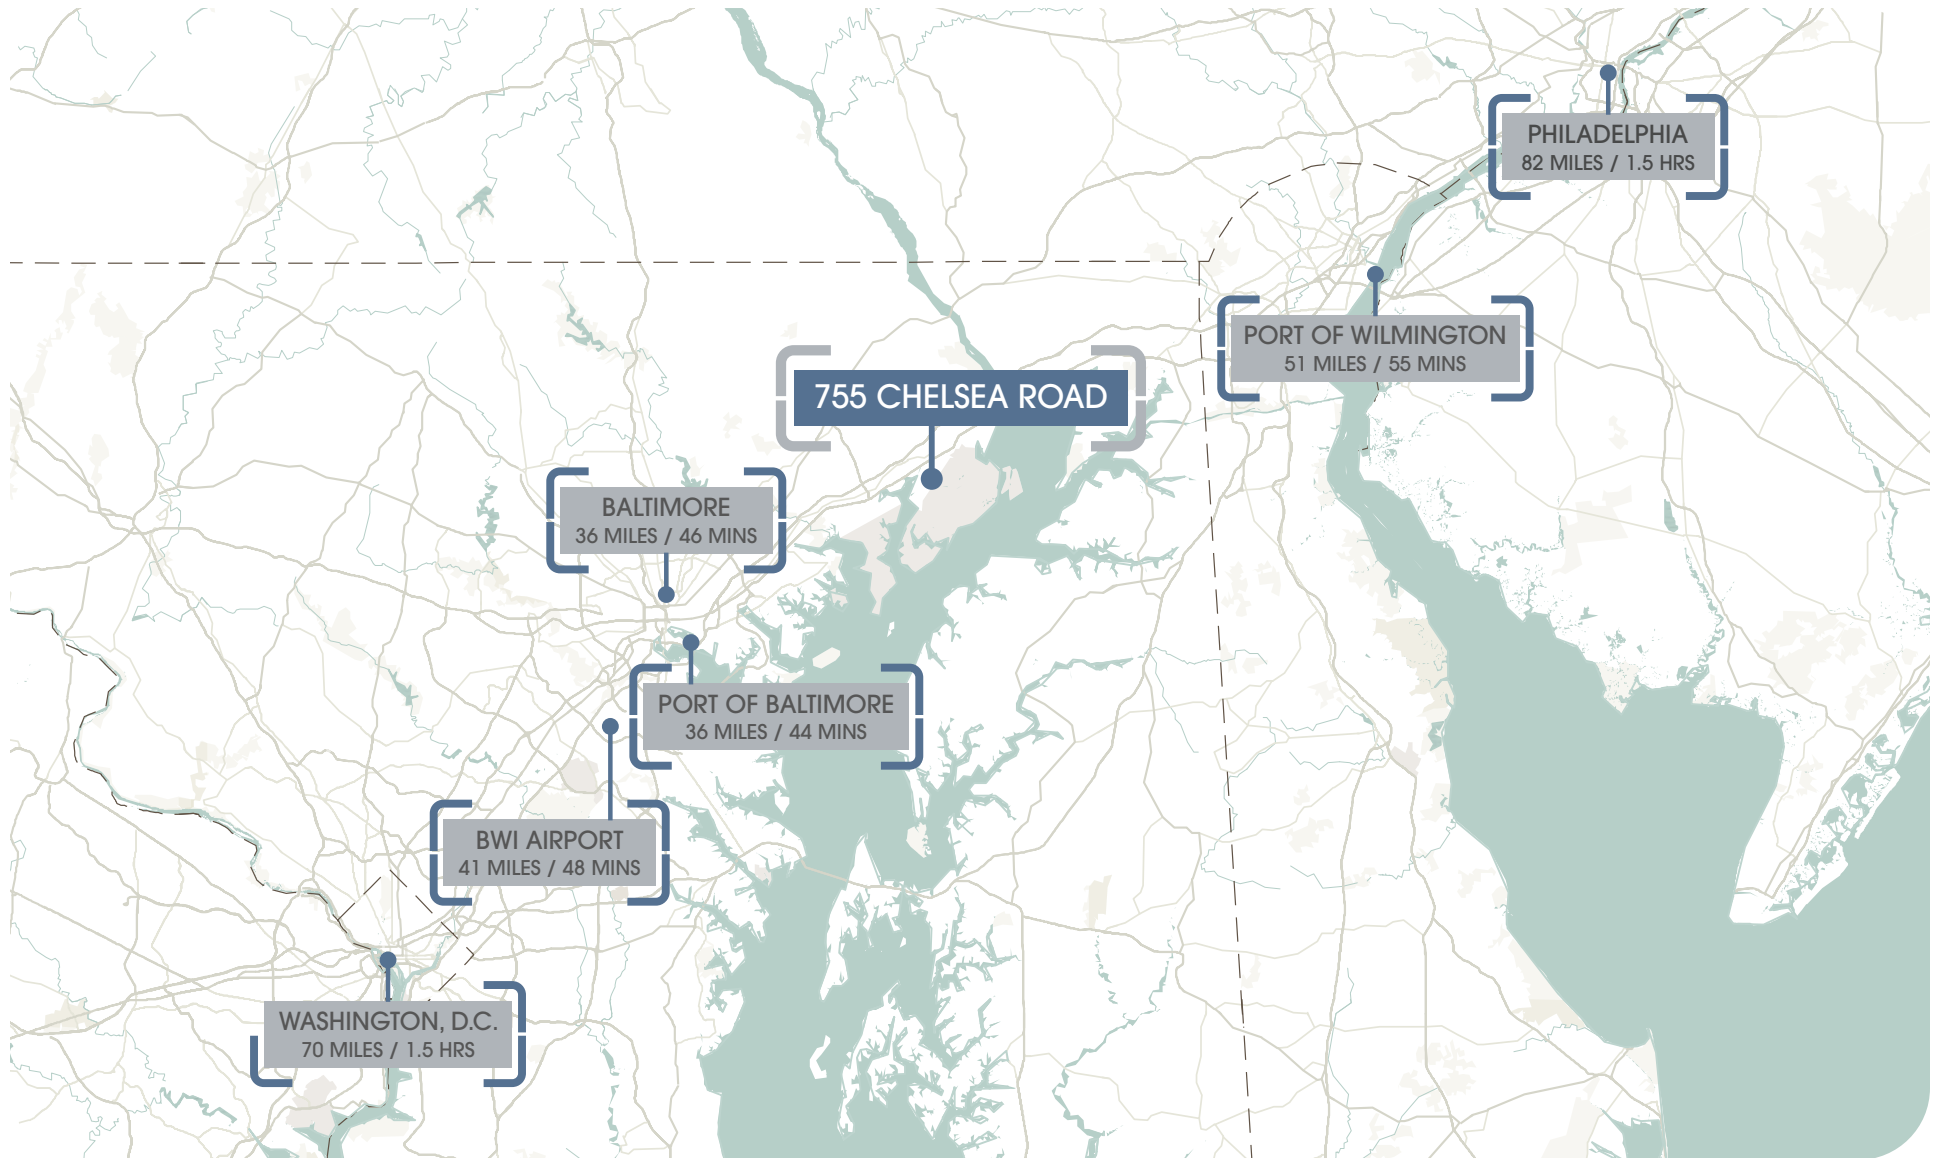 PHILADELPHIA
82 MILES / 1.5 HRS
PORT OF WILMINGTON
51 MILES / 55 MINS
755 CHELSEA ROAD
BALTIMORE
36 MILES / 46 MINS
PORT OF BALTIMORE
36 MILES / 44 MINS
BWI AIRPORT
41 MILES / 48 MINS
WASHINGTON, D.C.
70 MILES / 1.5 HRS